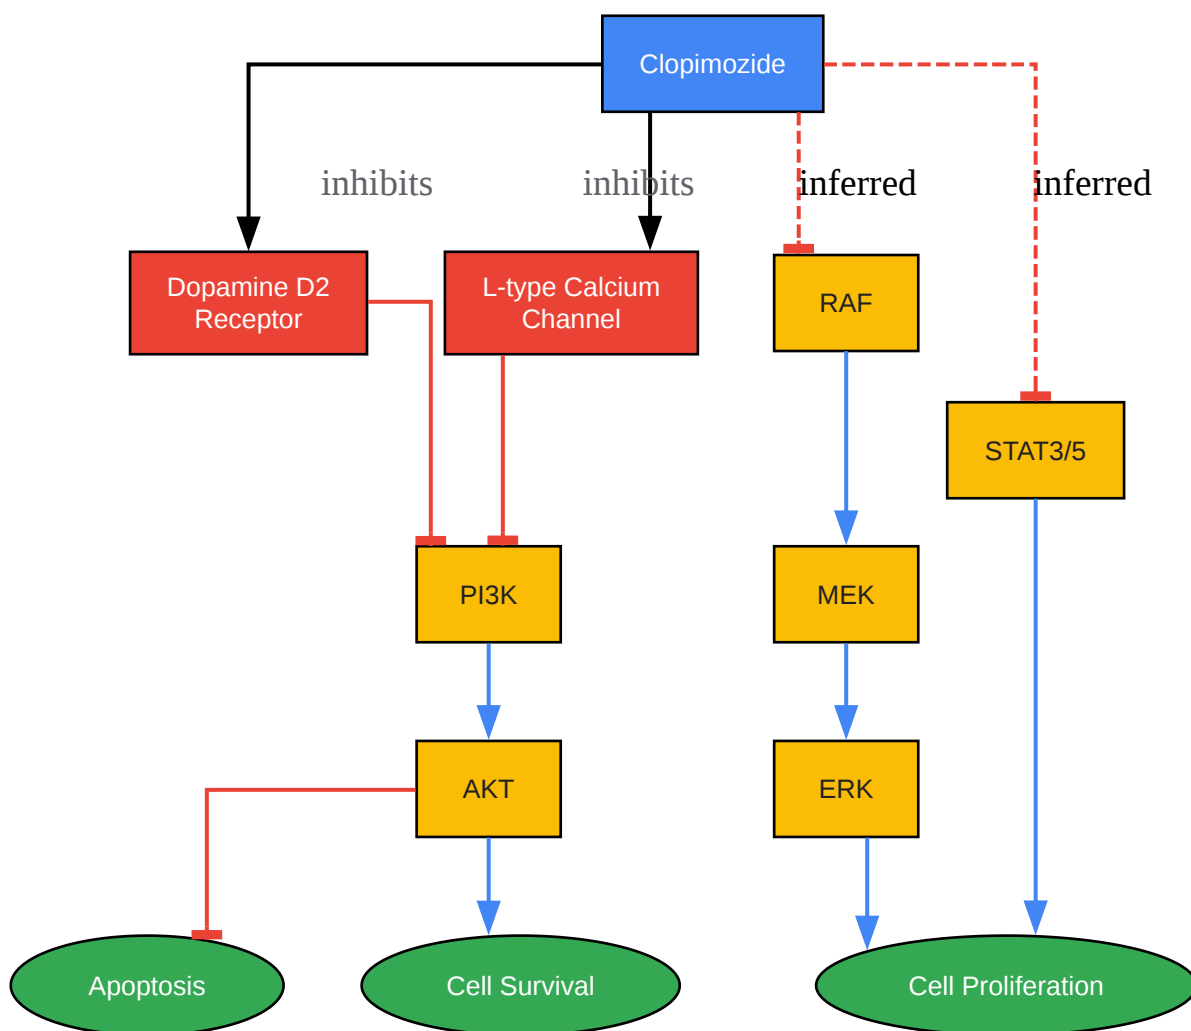 Clopimozide
inhibits
inhibits
inferred
inferred
Dopamine D2
Receptor
L-type Calcium
Channel
RAF
STAT3/5
PI3K
MEK
AKT
ERK
Apoptosis
Cell Survival
Cell Proliferation